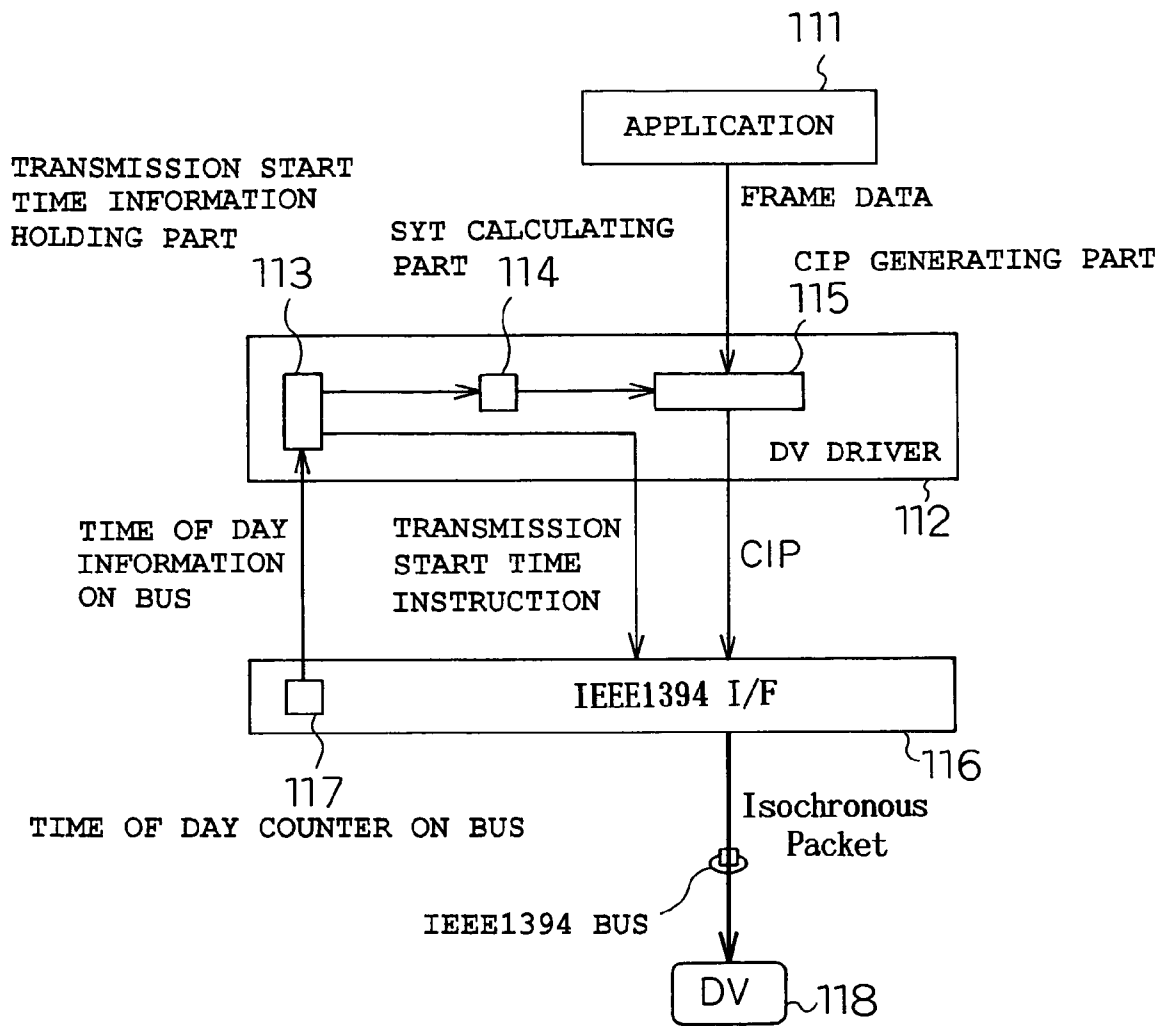 111
APPLICATION
TRANSMISSION START
TIME INFORMATION
HOLDING PART
FRAME DATA
SYT CALCULATING
PART
CIP GENERATING PART
113
114
115
DV DRIVER
112
TIME OF DAY
INFORMATION
ON BUS
TRANSMISSION
START TIME
INSTRUCTION
CIP
IEEE1394 I/F
116
117
TIME OF DAY COUNTER ON BUS
Isochronous
Packet
IEEE1394 BUS
DV
118